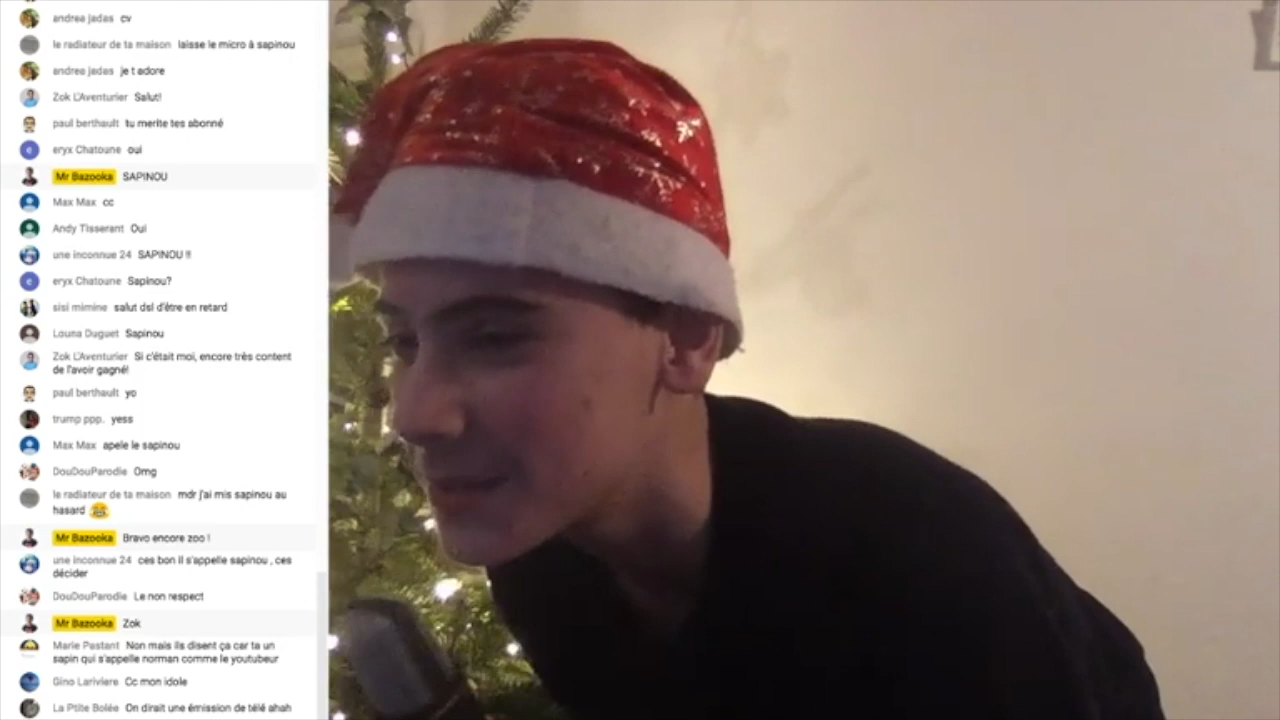 andrea jadas cv
le radiateur de ta maison laisse le micro à sapinou
andrea jadas je t adore
Zok L'Aventurier Salut!
paul berthault tu merite tes abonné
eryx Chatoune oui
Mr Bazooka SAPINOU
Max Max cc
Andy Tisserant Oui
une inconnue 24 SAPINOU !!
eryx Chatoune Sapinou?
sisi mimine salut dsl d'être en retard
Louna Duguet Sapinou
Zok L'Aventurier Si c'était moi, encore très content
de l'avoir gagné!
paul berthault yo
trump ppp. yess
Max Max apele le sapinou
DouDouParodie Omg
le radiateur de ta maison mdr j'ai mis sapinou au
hasard
Mr Bazooka Bravo encore zoo !
une inconnue 24 ces bon il s'appelle sapinou , ces
décider
DouDouParodie Le non respect
Mr Bazooka Zok
Marie Pastant Non mais ils disent ça car ta un
sapin qui s'appelle norman comme le youtubeur
Gino Lariviere Cc mon idole
La Ptite Bolée On dirait une émission de télé ahah